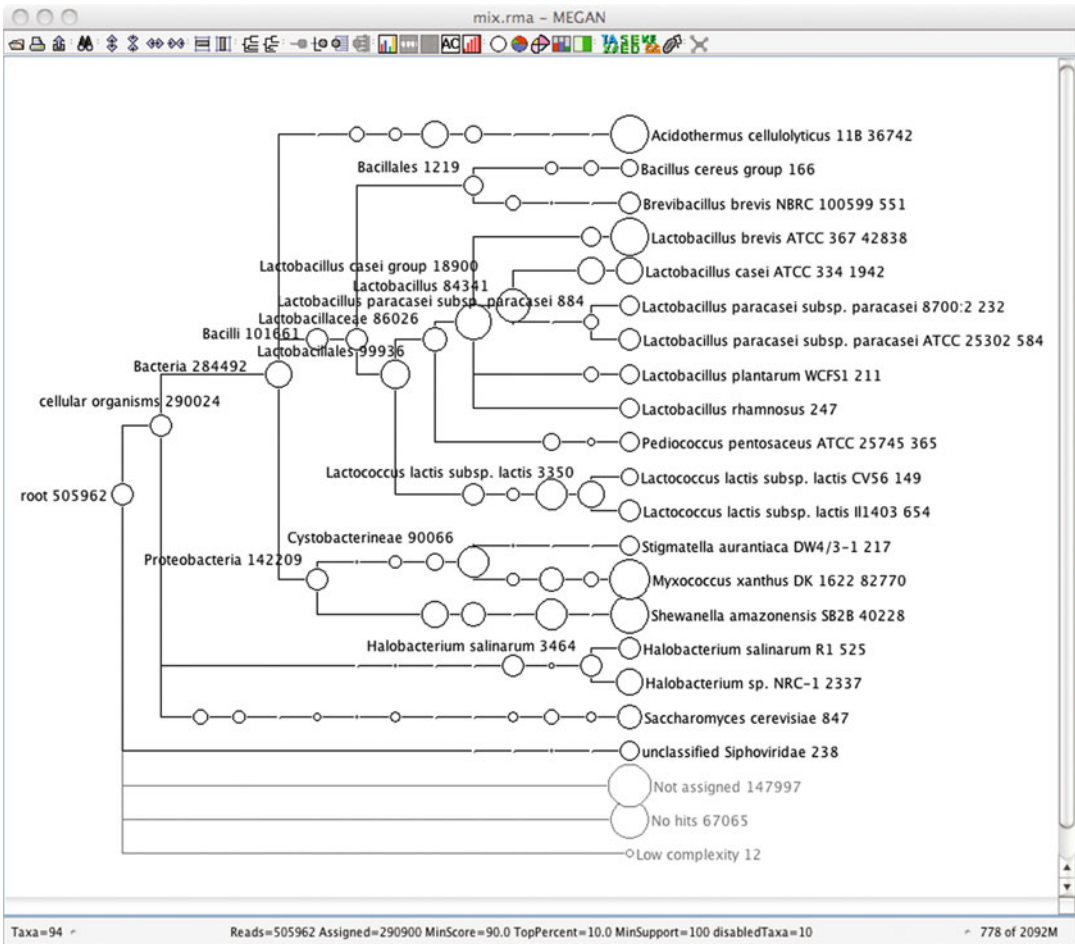 mix.rma – MEGAN
Acidothermus cellulolyticus 11B 36742
Bacillales 1219
Bacillus cereus group 166
Brevibacillus brevis NBRC 100599 551
Lactobacillus brevis ATCC 367 42838
Lactobacillus casei group 18900
Lactobacillus casei ATCC 334 1942
Lactobacillus 84341
Lactobacillus paracasei subsp. paracasei 884
Lactobacillus paracasei subsp. paracasei 8700:2 232
Lactobacillaceae 86026
Bacilli 101661
Lactobacillus paracasei subsp. paracasei ATCC 25302 584
Lactobacillales 99936
Bacteria 284492
Lactobacillus plantarum WCFS1 211
cellular organisms 290024
Lactobacillus rhamnosus 247
Pediococcus pentosaceus ATCC 25745 365
Lactococcus lactis subsp. lactis 3350
Lactococcus lactis subsp. lactis CV56 149
root 505962
Lactococcus lactis subsp. lactis Il1403 654
Cystobacterineae 90066
Stigmatella aurantiaca DW4/3-1 217
Proteobacteria 142209
Myxococcus xanthus DK 1622 82770
Shewanella amazonensis SB2B 40228
Halobacterium salinarum 3464
Halobacterium salinarum R1 525
Halobacterium sp. NRC-1 2337
Saccharomyces cerevisiae 847
unclassified Siphoviridae 238
Not assigned 147997
No hits 67065
Low complexity 12
Taxa=94
Reads=505962 Assigned=290900 MinScore=90.0 TopPercent=10.0 MinSupport=100 disabledTaxa=10
778 of 2092M